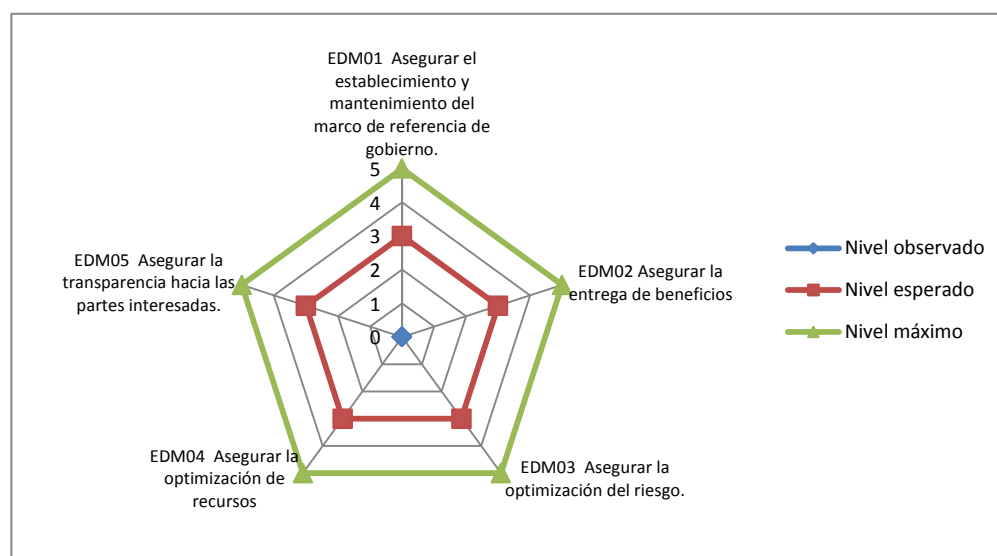 EDM01 Asegurar el
establecimiento y
mantenimiento del
marco de referencia de
gobierno.
5
4
3
2
1
0
EDM02 Asegurar la
entrega de beneficios
EDM03 Asegurar la
optimización del riesgo.
EDM04 Asegurar la
optimización de
recursos
EDM05 Asegurar la
transparencia hacia las
partes interesadas.
Nivel observado
Nivel esperado
Nivel máximo